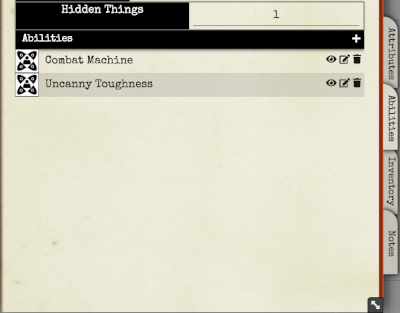 Hidden Things
1
Abilities
Combat Machine
Uncanny Toughness
Attributes
Abilities
Inventory
Notes